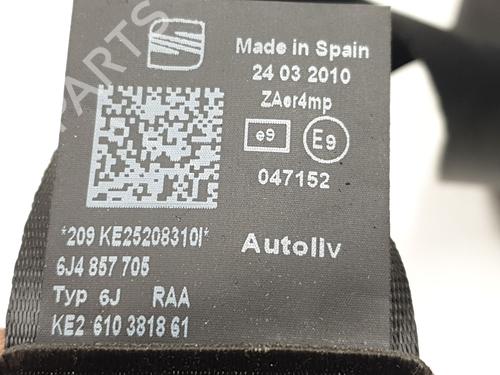 Made in Spain
24 03 2010
ZAer4mp
e9 E9
047152
*209 KE25208310I*
Autoliv
6J4 857 705
Typ 6J RAA
KE2 610 3818 61
B-PARTS